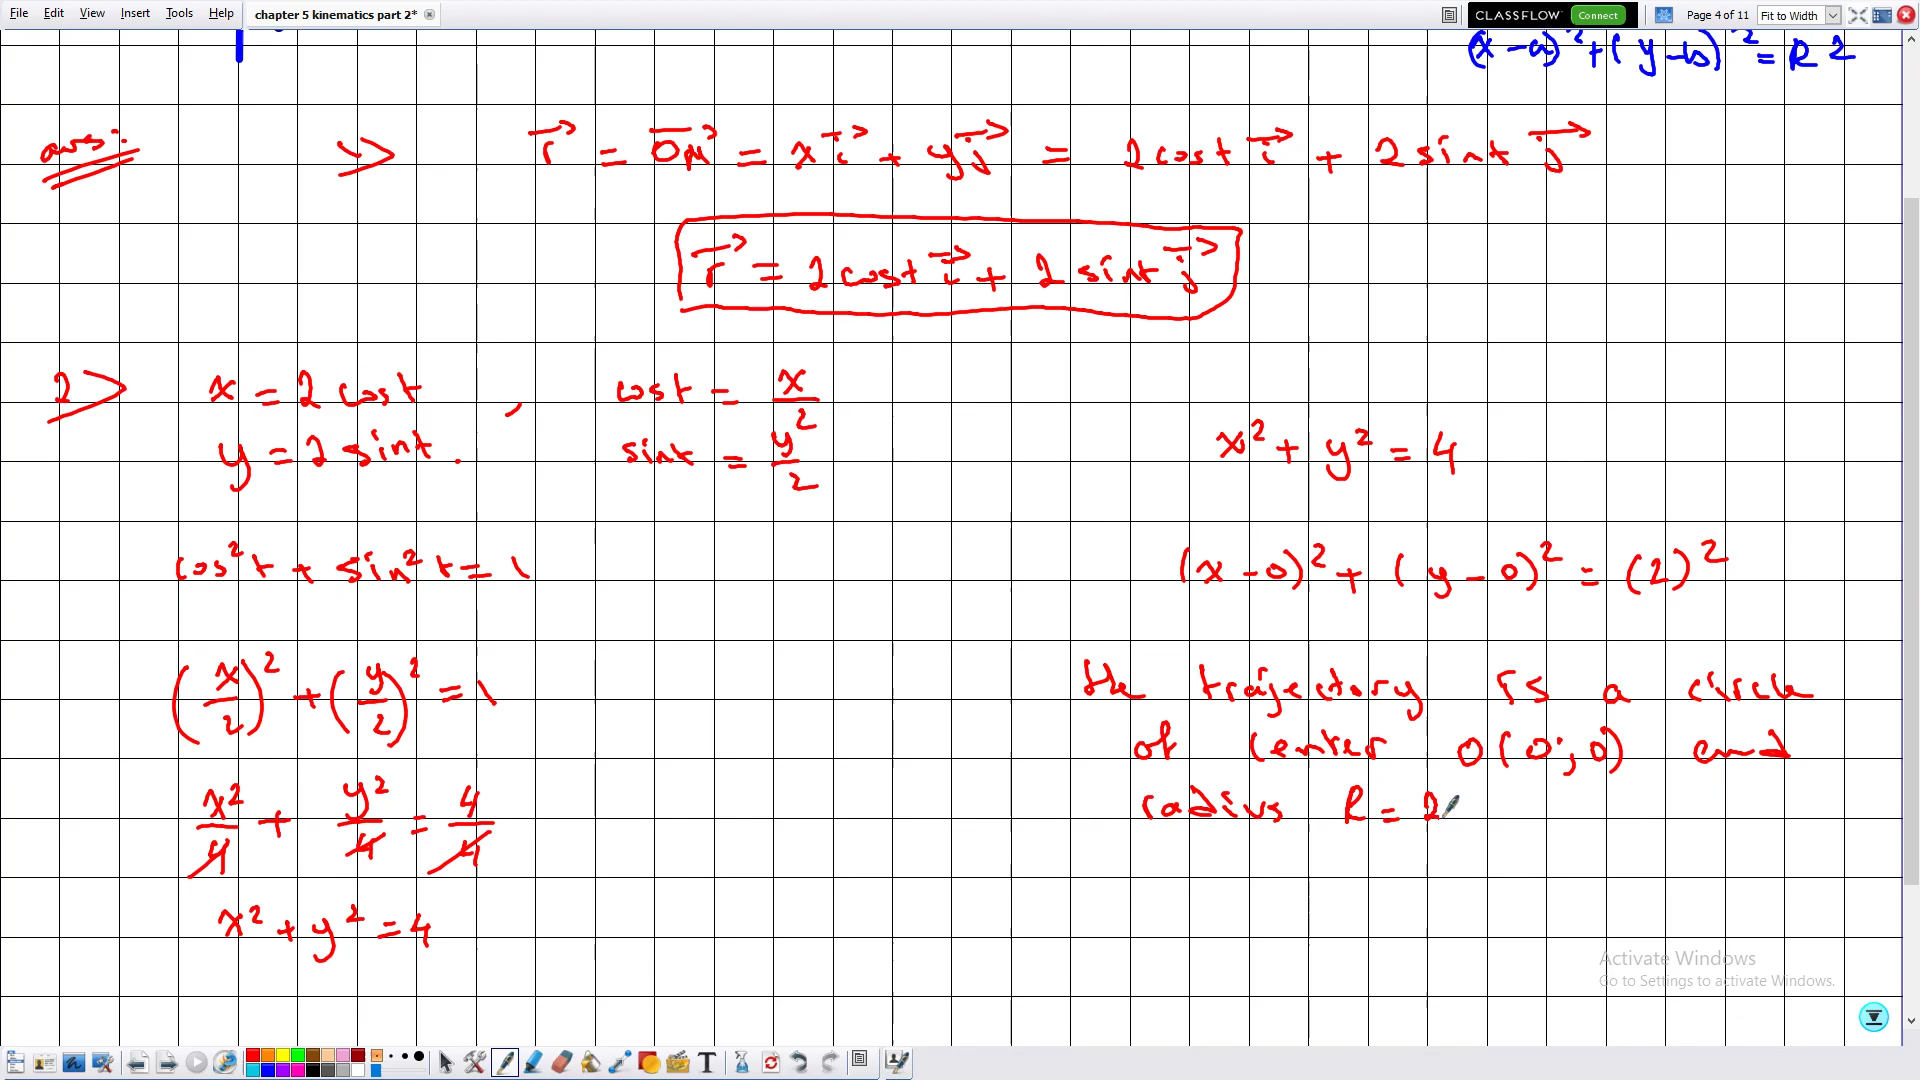 File Edit View Insert Tools Help chapter 5 kinematics part 2* CLASSFLOW Connect Page 4 of 11 Fit to Width
(x - a)² + (y - b)² = R 2
ans: > r⃗ = OM⃗ = x i⃗ + y j⃗ = 2 cost i⃗ + 2 sint j⃗
r⃗ = 2 cost i⃗ + 2 sint j⃗
2> x = 2 cost , cost = x/2
y = 2 sint . sint = y/2
cos²t + sin²t = 1
(x/2)² + (y/2)² = 1
x²/4 + y²/4 = 4/4
x² + y² = 4
x² + y² = 4
(x - 0)² + (y - 0)² = (2)²
the trajectory is a circle
of center O(0;0) and
radius R = 2
Activate Windows
Go to Settings to activate Windows.
T